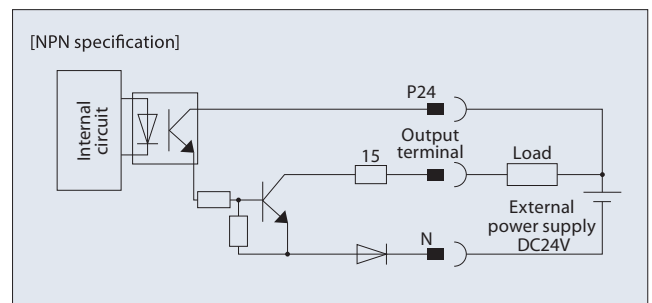 [NPN specification]
Internal
circuit
P24
Output
terminal
15
Load
External
power supply
DC24V
N